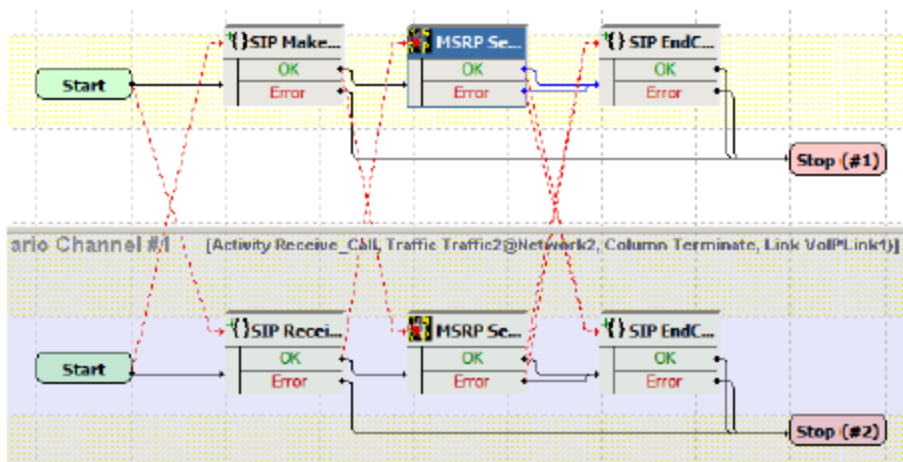 {}SIP Make...
MSRP Se...
{} SIP EndC...
OK
OK
OK
Start
Error
Error
Error
Stop (#1)
ario Channel #1 [Activity Receive_Call, Traffic Traffic2@Network2, Column Terminate, Link VoIPLink1)]
{}SIP Recei...
MSRP Se...
{} SIP EndC...
OK
OK
OK
Start
Error
Error
Error
Stop (#2)